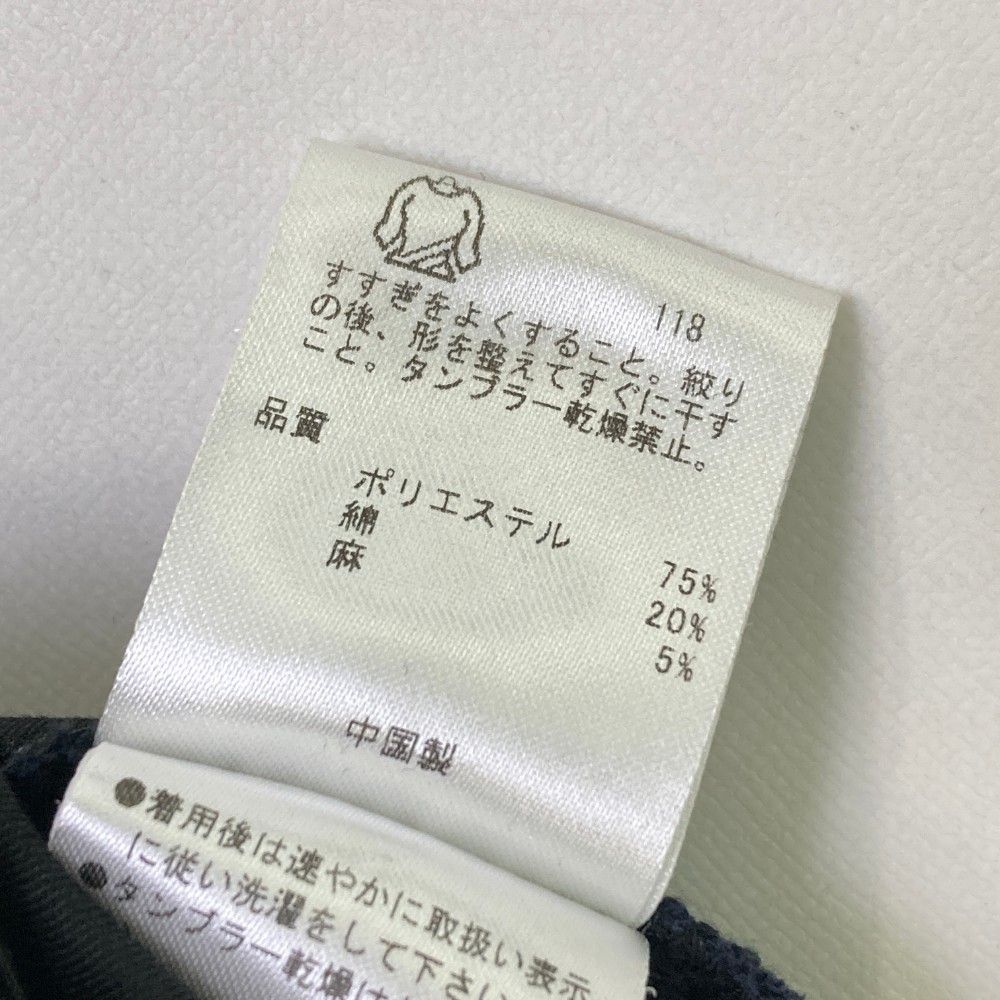 118
すすぎをよくすること。絞り
の後、形を整えてすぐに干す
こと。タンブラー乾燥禁止。
品質
ポリエステル 75%
綿 20%
麻 5%
中国製
●着用後は速やかに取扱い表示
に従い洗濯をして下さい
●タンブラー乾燥は